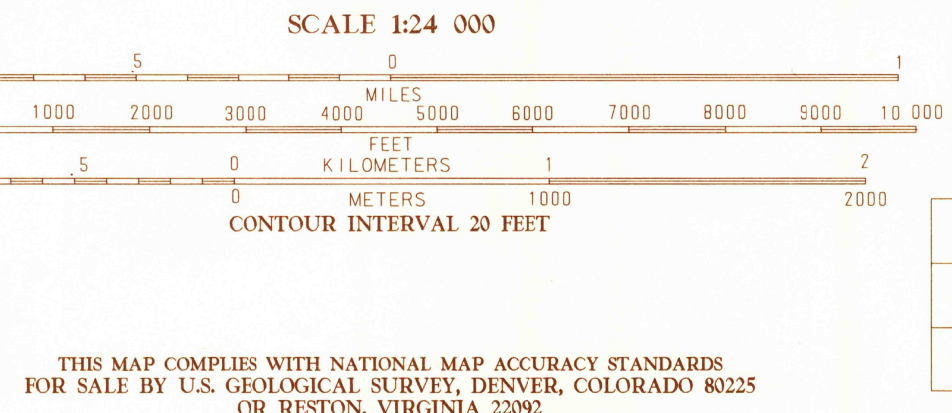 SCALE 1:24 000
.5 0 1
MILES
1000 2000 3000 4000 5000 6000 7000 8000 9000 10 000
FEET
.5 0 KILOMETERS 1 2
0 METERS 1000 2000
CONTOUR INTERVAL 20 FEET
THIS MAP COMPLIES WITH NATIONAL MAP ACCURACY STANDARDS
FOR SALE BY U.S. GEOLOGICAL SURVEY, DENVER, COLORADO 80225
OR RESTON, VIRGINIA 22092